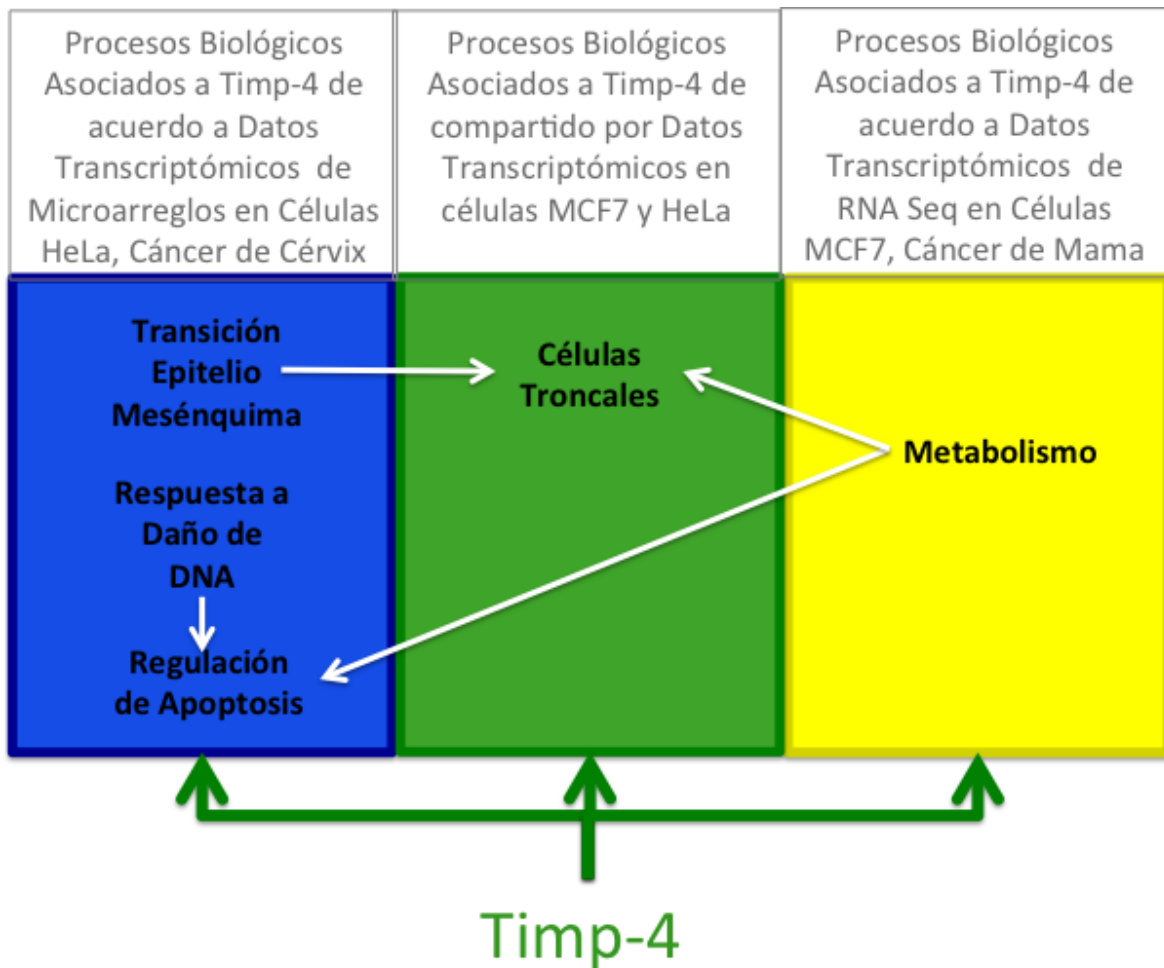 Procesos Biológicos
Asociados a Timp-4 de
acuerdo a Datos
Transcriptómicos de
Microarreglos en Células
HeLa, Cáncer de Cérvix
Procesos Biológicos
Asociados a Timp-4 de
compartido por Datos
Transcriptómicos en
células MCF7 y HeLa
Procesos Biológicos
Asociados a Timp-4 de
acuerdo a Datos
Transcriptómicos de
RNA Seq en Células
MCF7, Cáncer de Mama
Transición
Epitelio
Mesénquima
Respuesta a
Daño de
DNA
Regulación
de Apoptosis
Células
Troncales
Metabolismo
Timp-4